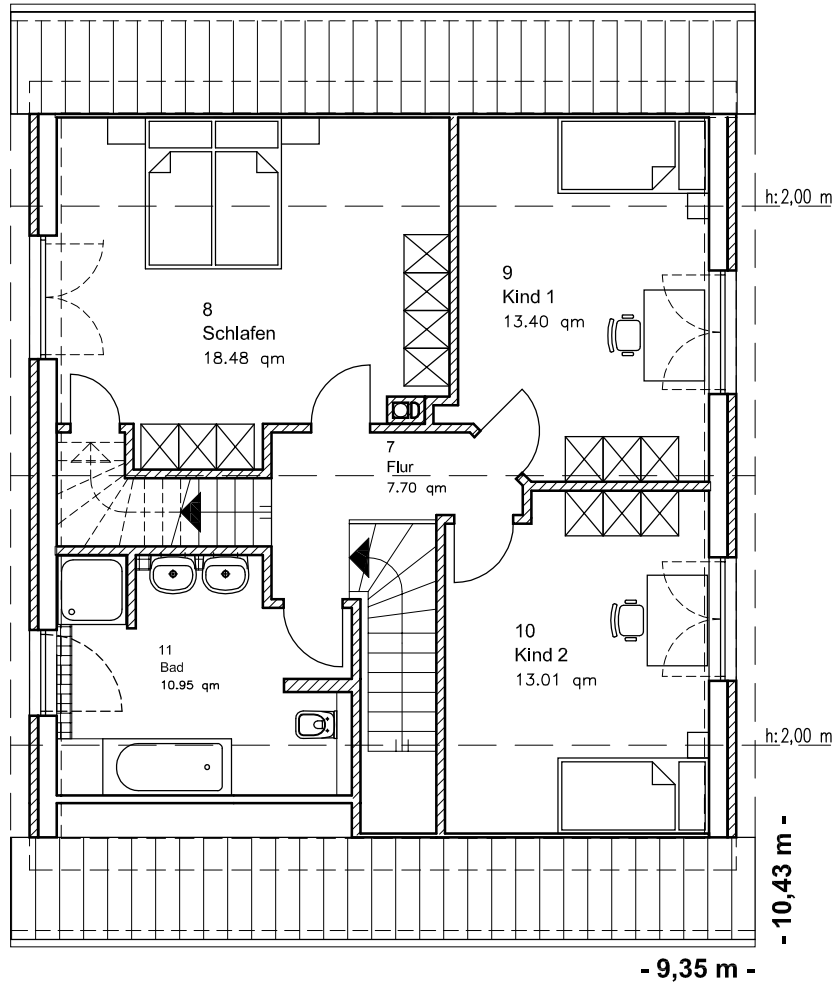 h:2,00 m
9
Kind 1
13.40 qm
8
Schlafen
18.48 qm
7
Flur
7.70 qm
10
Kind 2
13.01 qm
11
Bad
10.95 qm
h:2,00 m
- 10,43 m -
- 9,35 m -